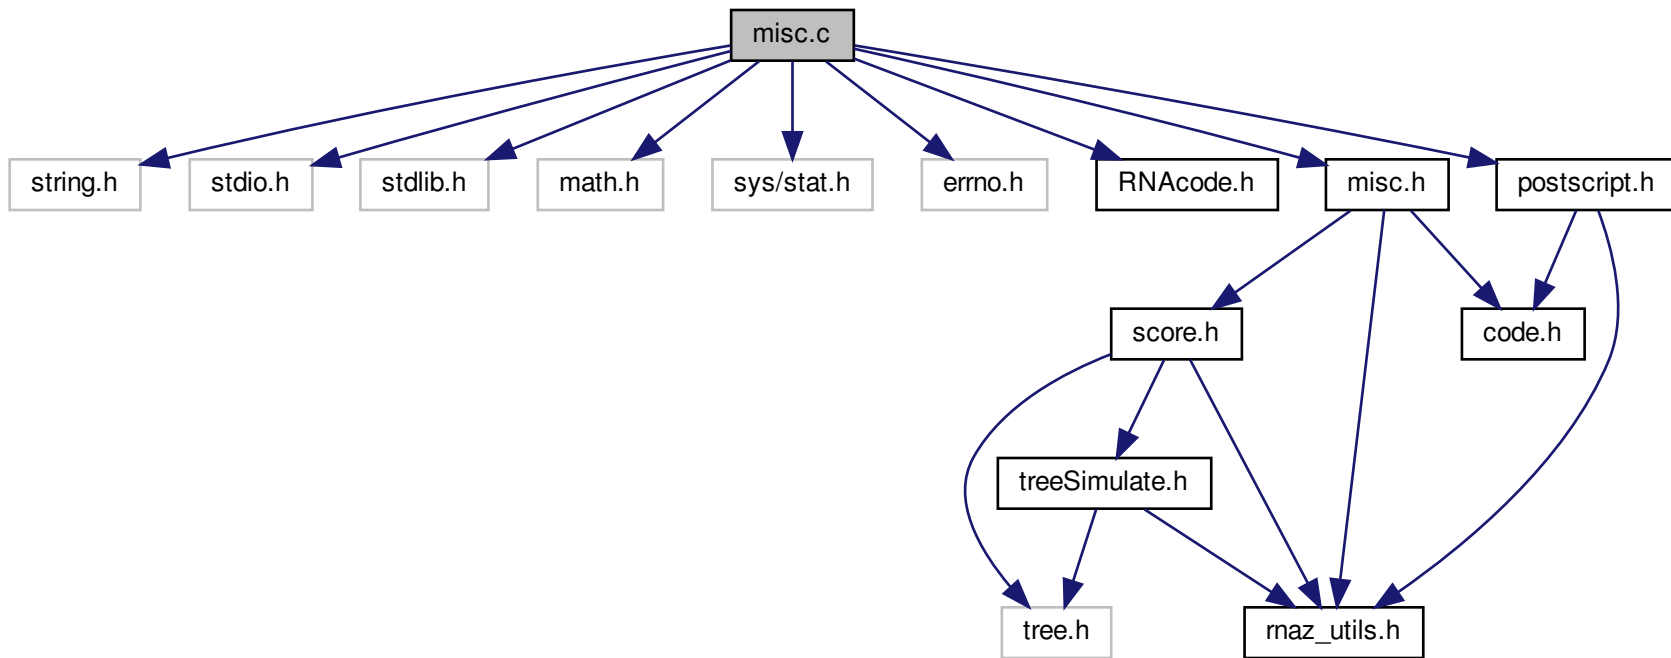 misc.c
string.h
stdio.h
stdlib.h
math.h
sys/stat.h
errno.h
RNAcode.h
misc.h
postscript.h
score.h
code.h
treeSimulate.h
tree.h
rnaz_utils.h